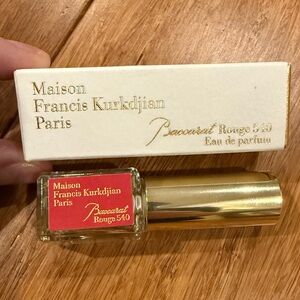 Maison
Francis Kurkdjian
Paris
Baccarat Rouge 540
Eau de parfum
Maison
Francis Kurkdjian
Paris
Baccarat
Rouge 540